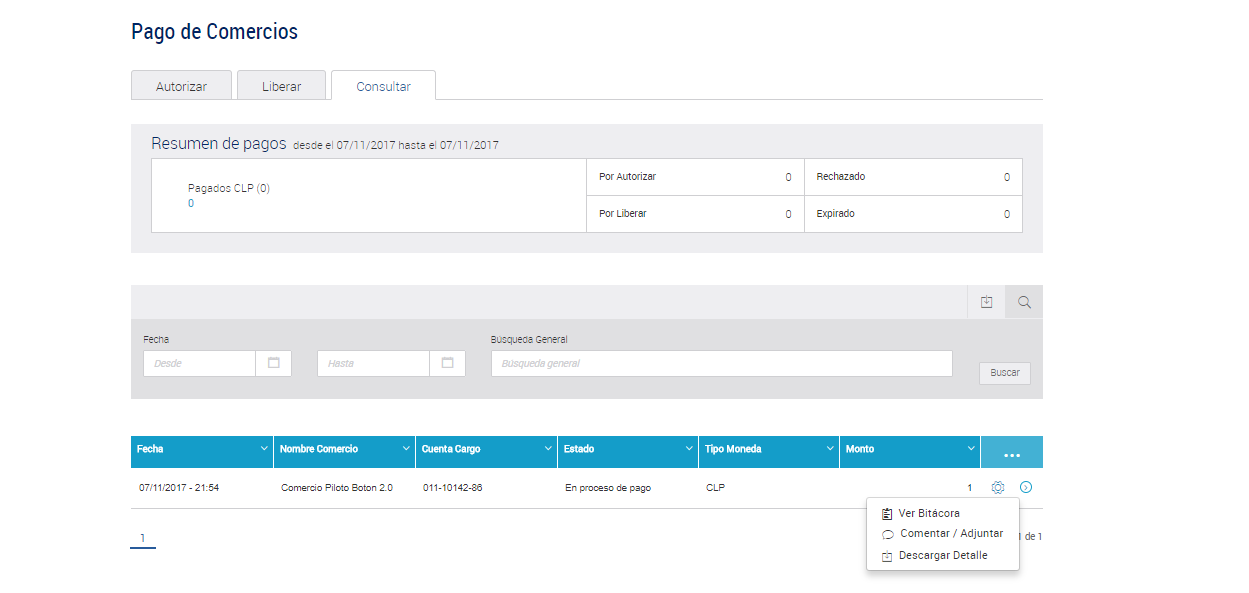 Pago de Comercios
Autorizar Liberar Consultar
Resumen de pagos desde el 07/11/2017 hasta el 07/11/2017
Pagados CLP (0)
0
Por Autorizar 0 Rechazado 0
Por Liberar 0 Expirado 0
Fecha Búsqueda General
Desde Hasta Búsqueda general
Buscar
Fecha Nombre Comercio Cuenta Cargo Estado Tipo Moneda Monto ...
07/11/2017 - 21:54 Comercio Piloto Boton 2.0 011-10142-86 En proceso de pago CLP 1
Ver Bitácora
Comentar / Adjuntar
Descargar Detalle
1 1 de 1